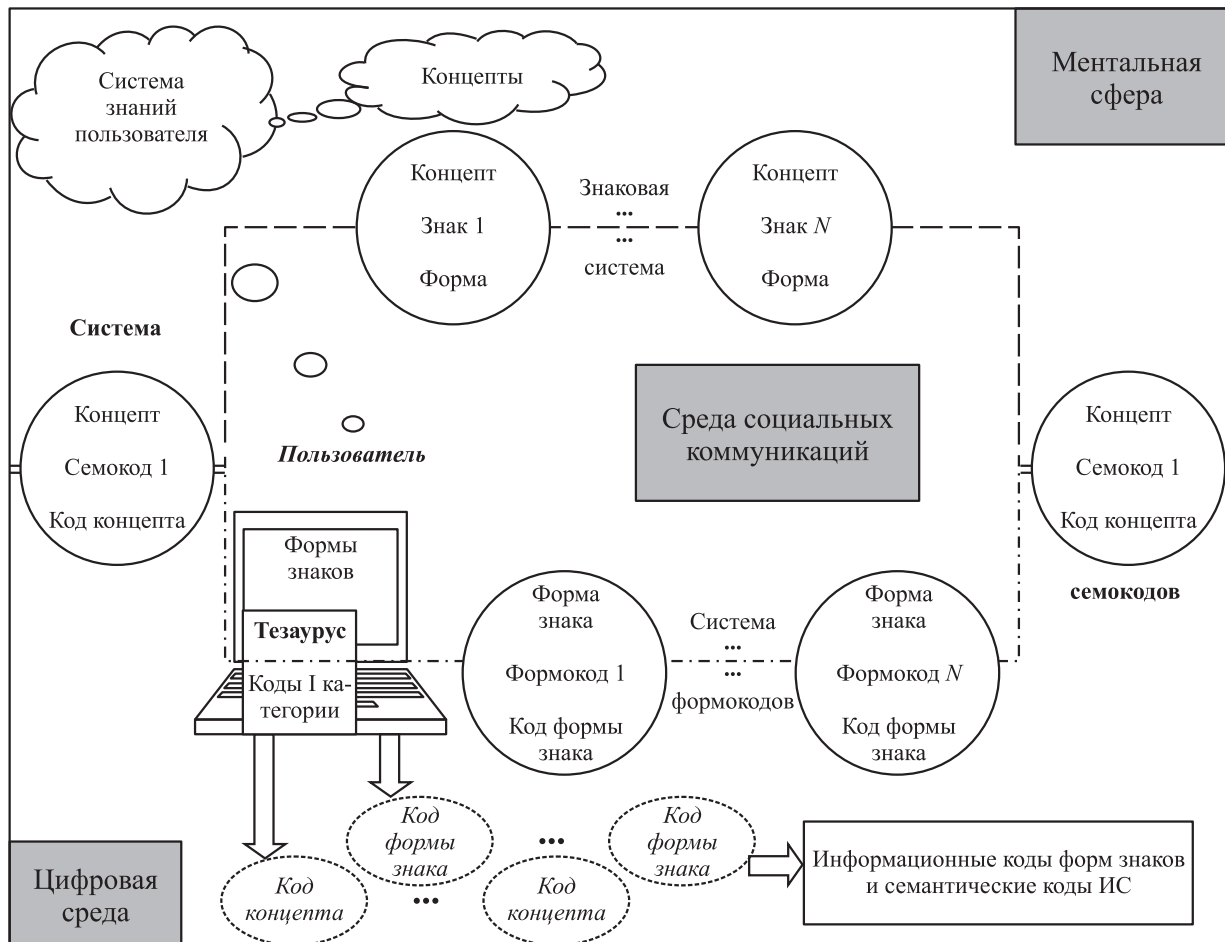 Система
знаний
пользователя
Концепты
Ментальная
сфера
Концепт
Знак 1
Форма
Знаковая
...
...
система
Концепт
Знак N
Форма
Система
Концепт
Семокод 1
Код концепта
Пользователь
Среда социальных
коммуникаций
Концепт
Семокод 1
Код концепта
семокодов
Формы
знаков
Тезаурус
Коды I ка-
тегории
Форма
знака
Формокод 1
Код формы
знака
Система
...
...
формокодов
Форма
знака
Формокод N
Код формы
знака
Код
формы
знака
...
Код
формы
знака
Код
концепта
...
Код
концепта
Информационные коды форм знаков
и семантические коды ИС
Цифровая
среда